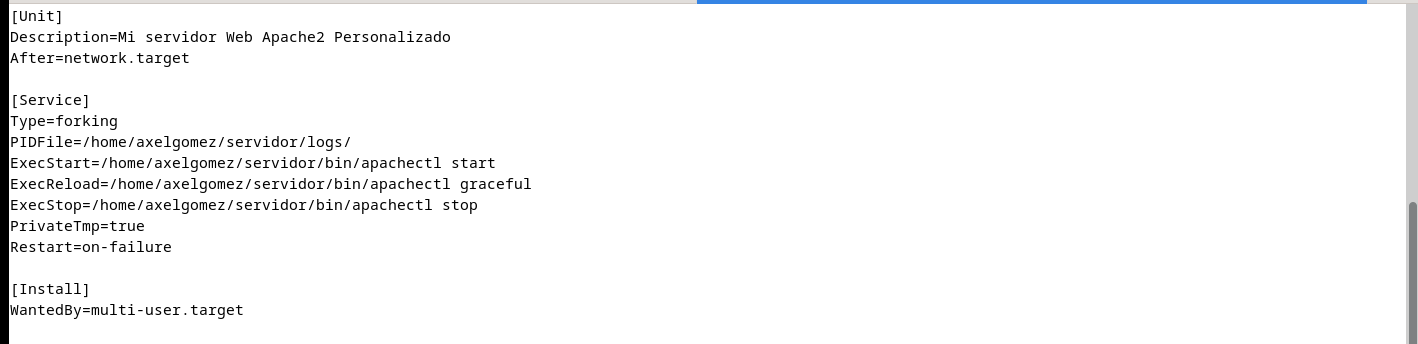 [Unit]
Description=Mi servidor Web Apache2 Personalizado
After=network.target
[Service]
Type=forking
PIDFile=/home/axelgomez/servidor/logs/
ExecStart=/home/axelgomez/servidor/bin/apachectl start
ExecReload=/home/axelgomez/servidor/bin/apachectl graceful
ExecStop=/home/axelgomez/servidor/bin/apachectl stop
PrivateTmp=true
Restart=on-failure
[Install]
WantedBy=multi-user.target